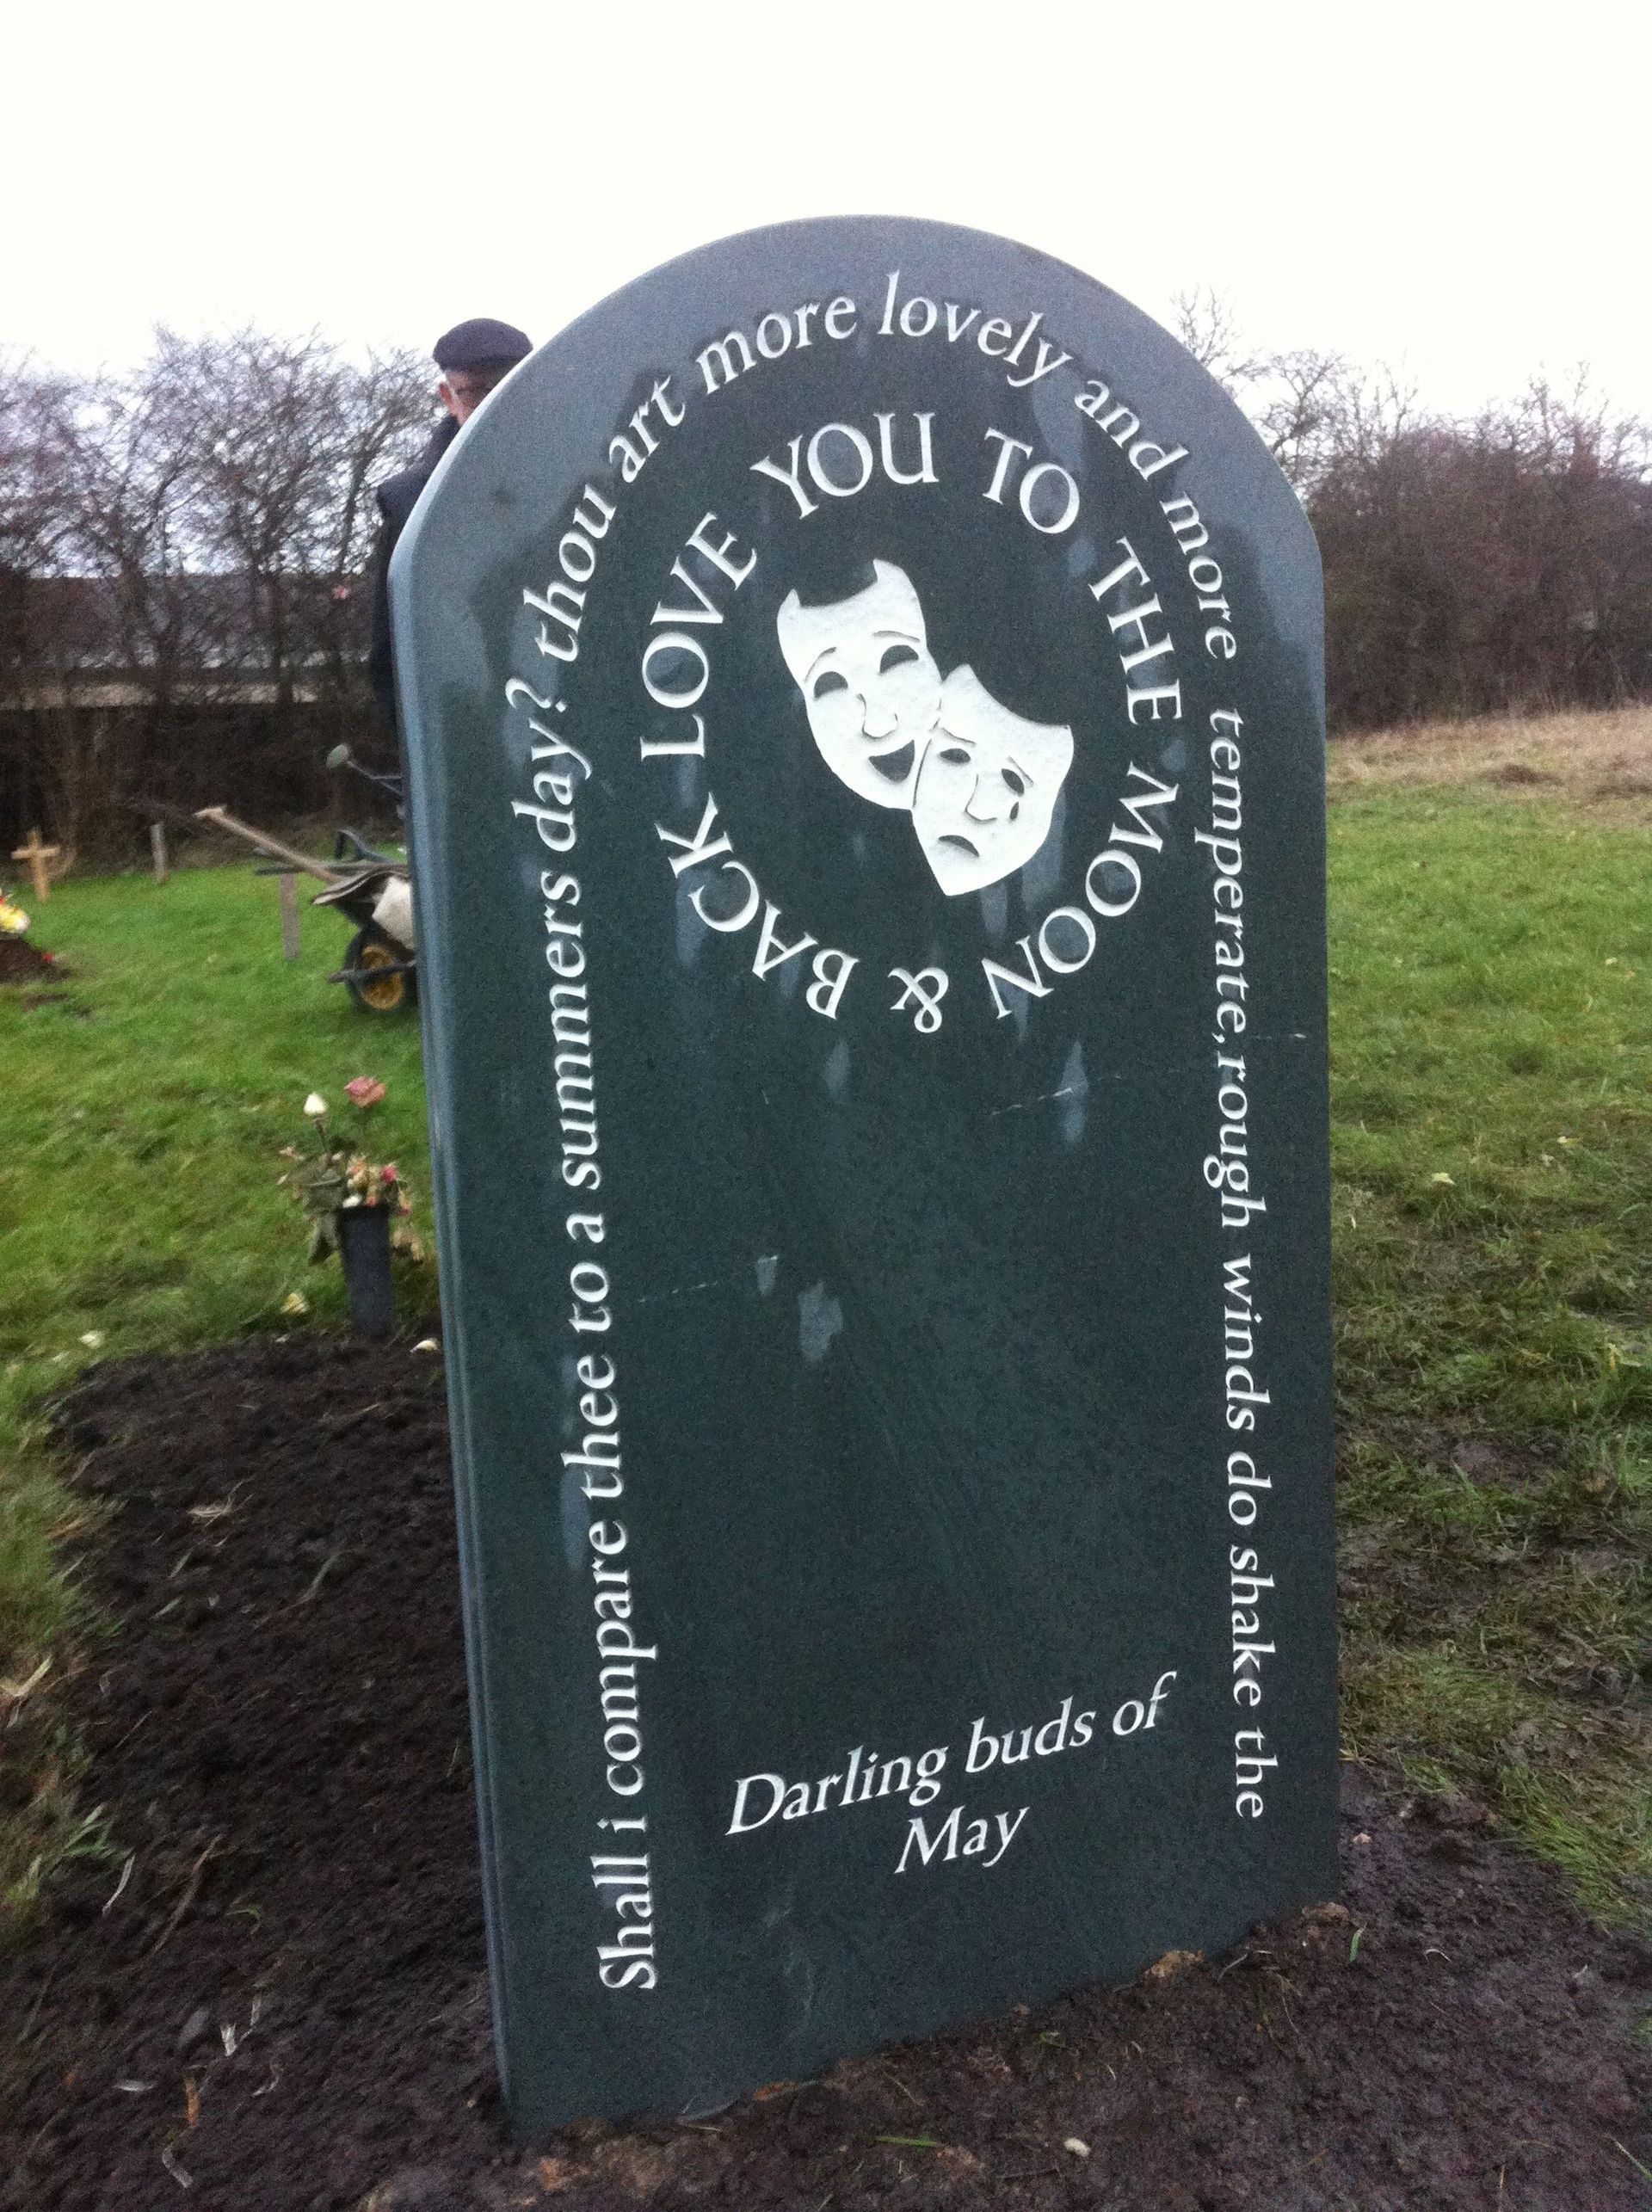 Shall i compare thee to a summers day? thou art more lovely and more temperate, rough winds do shake the
LOVE YOU TO THE MOON & BACK
Darling buds of
May